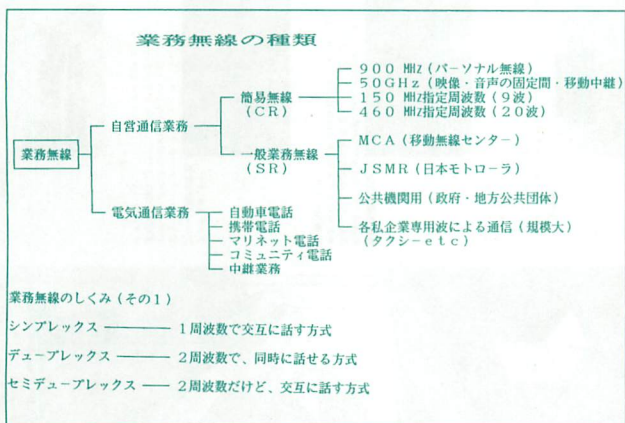 業務無線の種類
900 MHz(パーソナル無線)
50GHz(映像・音声の固定間・移動中継)
簡易無線
(CR)
150 MHz指定周波数(9波)
460 MHz指定周波数(20波)
自営通信業務
MCA(移動無線センター)
業務無線
一般業務無線
(SR)
JSMR(日本モトローラ)
公共機関用(政府・地方公共団体)
電気通信業務
自動車電話
携帯電話
マリネット電話
コミュニティ電話
中継業務
各私企業専用波による通信(規模大)
(タクシーetc)
業務無線のしくみ(その1)
シンプレックス ――― 1周波数で交互に話す方式
デュープレックス ――― 2周波数で、同時に話せる方式
セミデュープレックス ―― 2周波数だけど、交互に話す方式